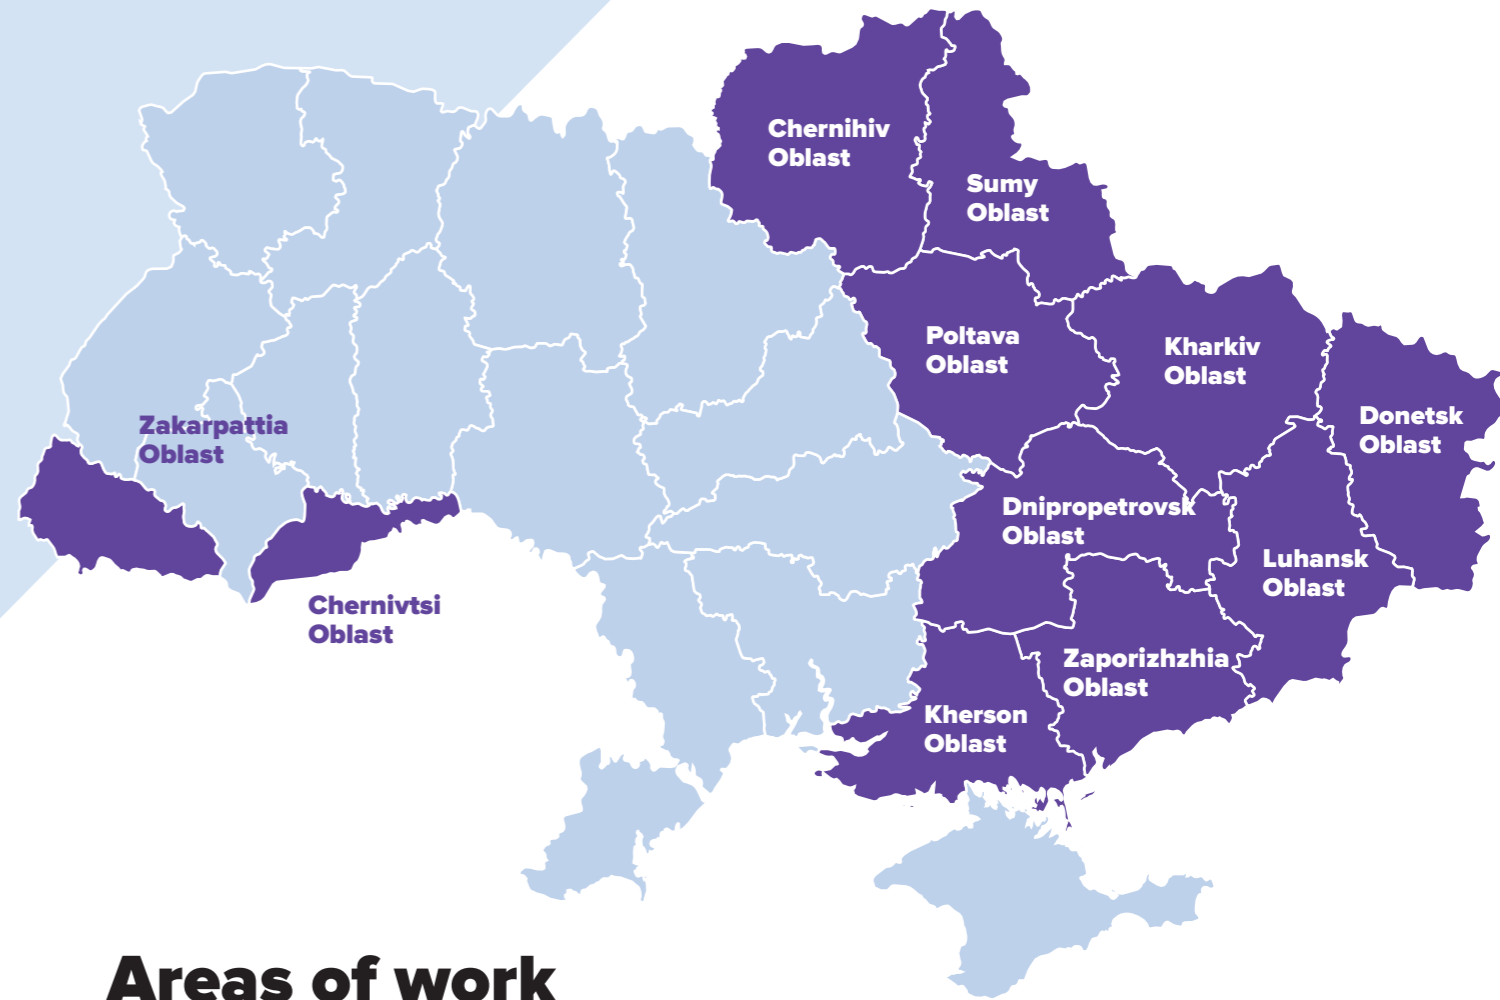 Chernihiv
Oblast
Sumy
Oblast
Poltava
Oblast
Kharkiv
Oblast
Donetsk
Oblast
Zakarpattia
Oblast
Dnipropetrovsk
Oblast
Luhansk
Oblast
Chernivtsi
Oblast
Zaporizhzhia
Oblast
Kherson
Oblast
Areas of work